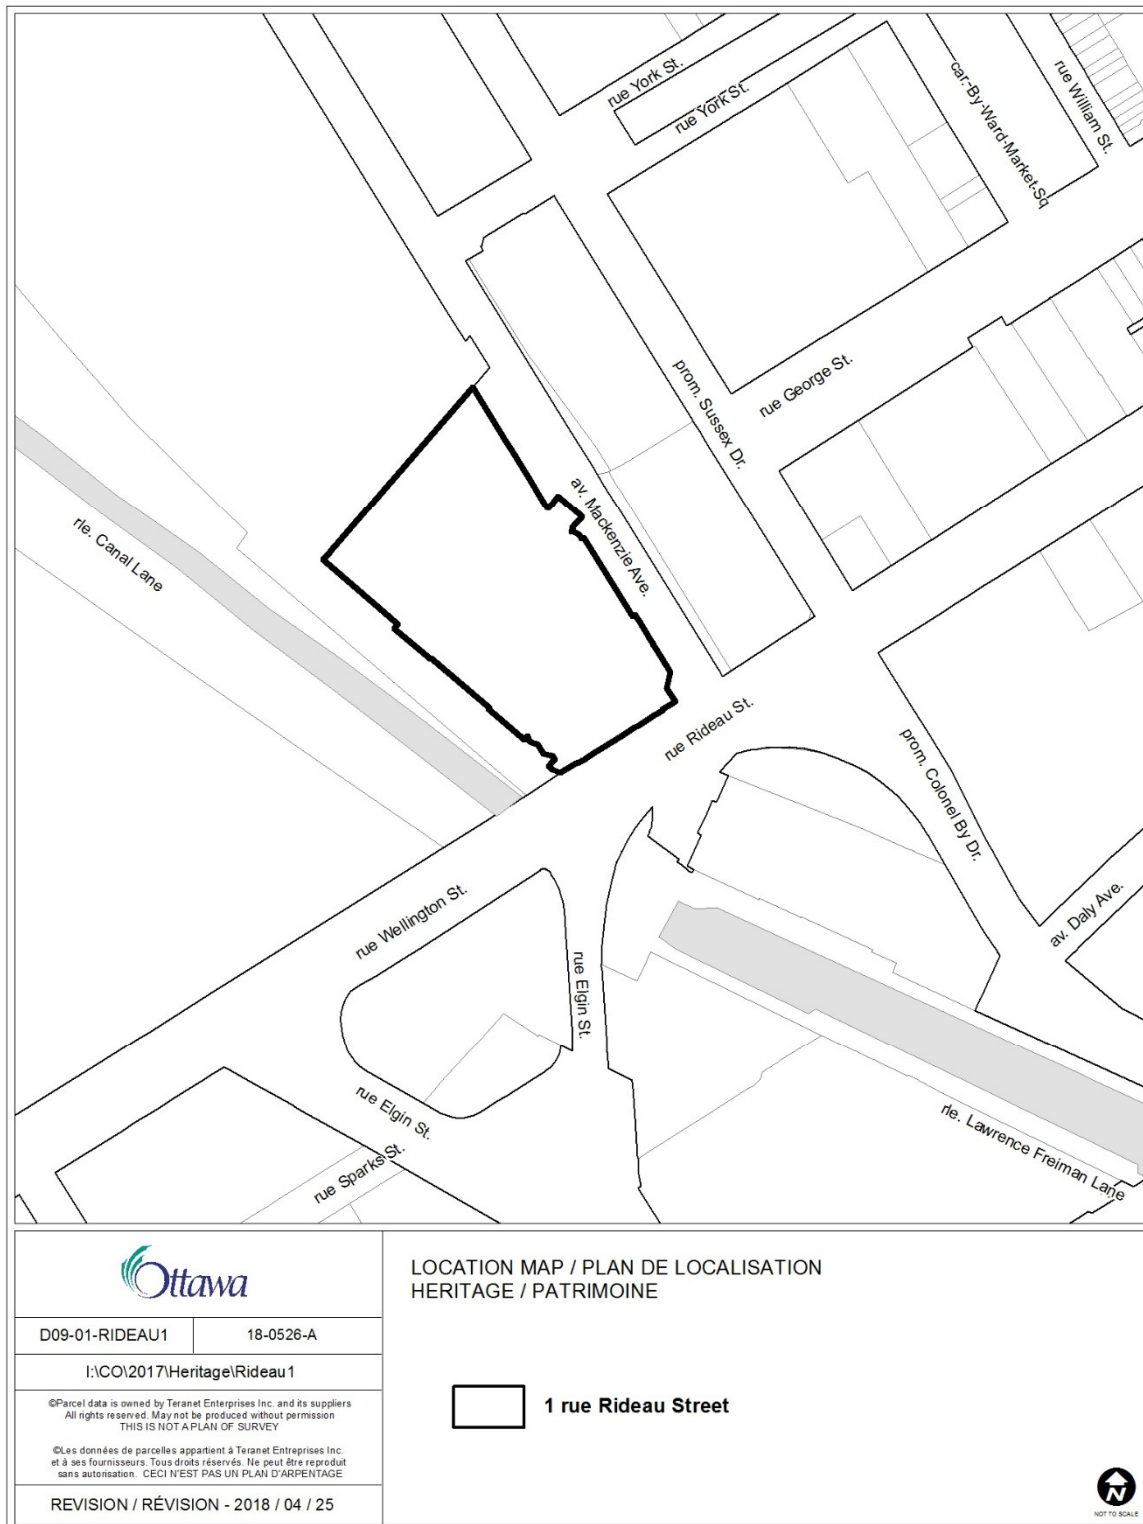 rue York St.
rue York St.
car.-By-Ward-Market-Sq
rue William St.
prom. Sussex Dr.
rue George St.
rle. Canal Lane
av. Mackenzie Ave.
rue Rideau St.
prom. Colonel By Dr.
av. Daly Ave.
rue Wellington St.
rue Elgin St.
rue Elgin St.
rue Sparks St.
rle. Lawrence Freiman Lane
Ottawa
D09-01-RIDEAU1
18-0526-A
I:\CO\2017\Heritage\Rideau1
©Parcel data is owned by Teranet Enterprises Inc. and its suppliers
All rights reserved. May not be produced without permission
THIS IS NOT A PLAN OF SURVEY
©Les données de parcelles appartient à Teranet Entreprises Inc.
et à ses fournisseurs. Tous droits réservés. Ne peut être reproduit
sans autorisation. CECI N'EST PAS UN PLAN D'ARPENTAGE
REVISION / RÉVISION - 2018 / 04 / 25
LOCATION MAP / PLAN DE LOCALISATION
HERITAGE / PATRIMOINE
1 rue Rideau Street
N
NOT TO SCALE